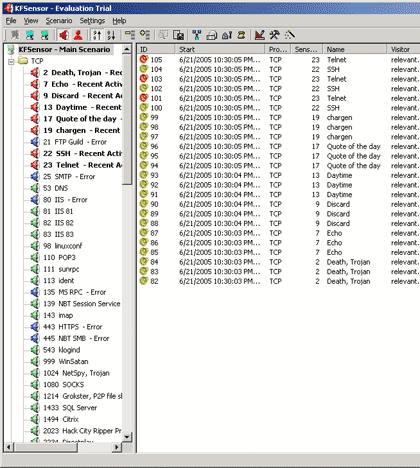 KFSensor - Evaluation Trial
File View Scenario Settings Help
KFSensor - Main Scenario
TCP
2 Death, Trojan - Rec
7 Echo - Recent Activ
9 Discard - Recent A
13 Daytime - Recent
17 Quote of the day
19 chargen - Recent
21 FTP Guild - Error
22 SSH - Recent Activ
23 Telnet - Recent Ac
25 SMTP - Error
53 DNS
80 IIS - Error
81 IIS 81
82 IIS 82
83 IIS 83
98 linuxconf
110 POP3
111 sunrpc
113 ident
135 MS RPC - Error
139 NBT Session Service
143 imap
443 HTTPS - Error
445 NBT SMB - Error
543 klogind
999 WinSatan
1024 NetSpy, Trojan
1080 SOCKS
1214 Grokster, P2P file sh
1433 SQL Server
1494 Citrix
2023 Hack City Ripper Pr
2234 Directplay
ID Start Pro... Sens... Name Visitor
105 6/21/2005 10:30:05 PM... TCP 23 Telnet relevant.
104 6/21/2005 10:30:05 PM... TCP 22 SSH relevant.
103 6/21/2005 10:30:05 PM... TCP 23 Telnet relevant.
102 6/21/2005 10:30:05 PM... TCP 22 SSH relevant.
101 6/21/2005 10:30:05 PM... TCP 23 Telnet relevant.
100 6/21/2005 10:30:05 PM... TCP 22 SSH relevant.
99 6/21/2005 10:30:05 PM... TCP 19 chargen relevant.
98 6/21/2005 10:30:05 PM... TCP 19 chargen relevant.
97 6/21/2005 10:30:05 PM... TCP 19 chargen relevant.
96 6/21/2005 10:30:05 PM... TCP 17 Quote of the day relevant.
95 6/21/2005 10:30:05 PM... TCP 17 Quote of the day relevant.
94 6/21/2005 10:30:05 PM... TCP 17 Quote of the day relevant.
93 6/21/2005 10:30:04 PM... TCP 13 Daytime relevant.
92 6/21/2005 10:30:04 PM... TCP 13 Daytime relevant.
91 6/21/2005 10:30:04 PM... TCP 13 Daytime relevant.
90 6/21/2005 10:30:04 PM... TCP 9 Discard relevant.
89 6/21/2005 10:30:04 PM... TCP 9 Discard relevant.
88 6/21/2005 10:30:04 PM... TCP 9 Discard relevant.
87 6/21/2005 10:30:03 PM... TCP 7 Echo relevant.
86 6/21/2005 10:30:03 PM... TCP 7 Echo relevant.
85 6/21/2005 10:30:03 PM... TCP 7 Echo relevant.
84 6/21/2005 10:30:03 PM... TCP 2 Death, Trojan relevant.
83 6/21/2005 10:30:03 PM... TCP 2 Death, Trojan relevant.
82 6/21/2005 10:30:03 PM... TCP 2 Death, Trojan relevant.